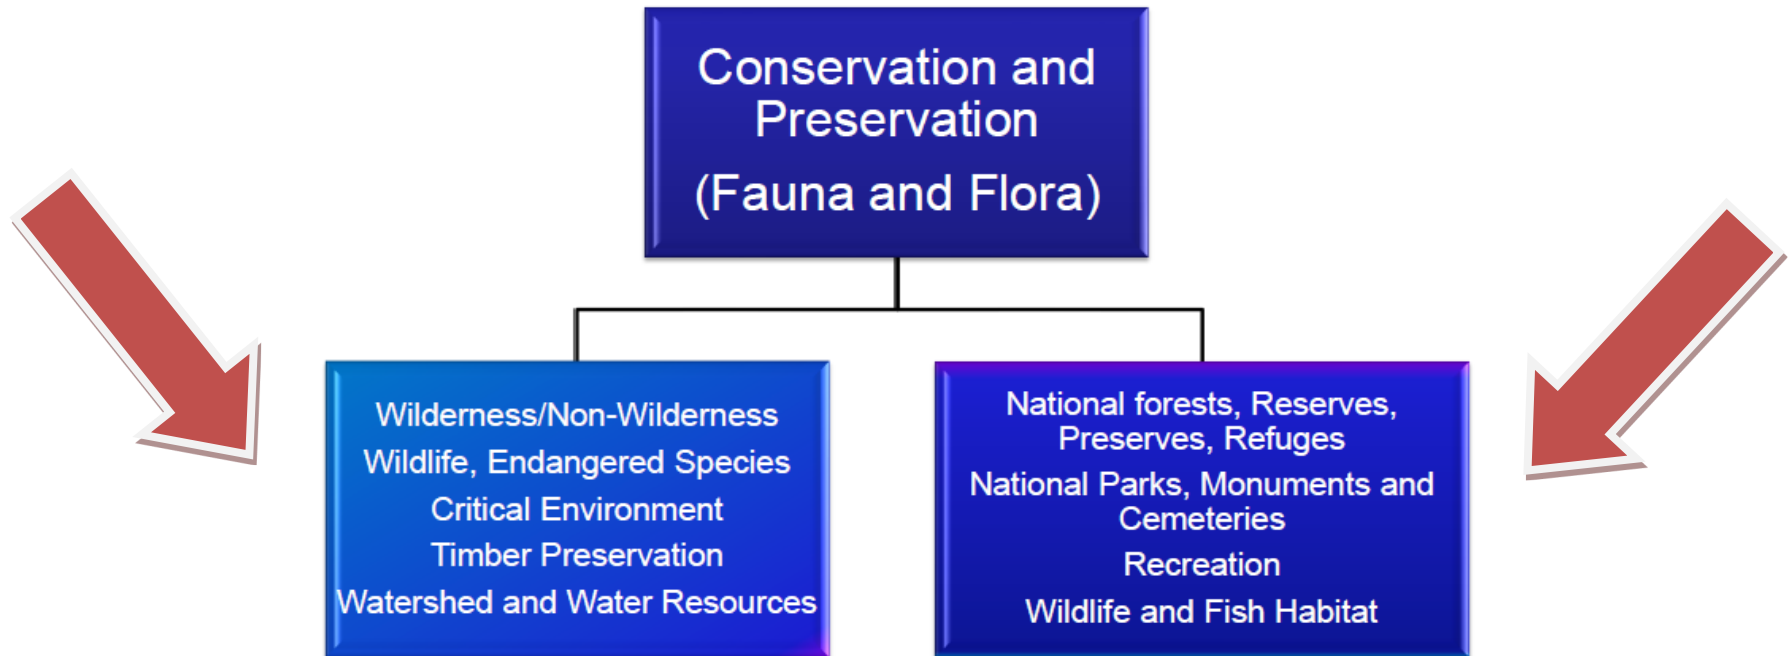 Conservation and
Preservation
(Fauna and Flora)
Wilderness/Non-Wilderness
Wildlife, Endangered Species
Critical Environment
Timber Preservation
Watershed and Water Resources
National forests, Reserves,
Preserves, Refuges
National Parks, Monuments and
Cemeteries
Recreation
Wildlife and Fish Habitat